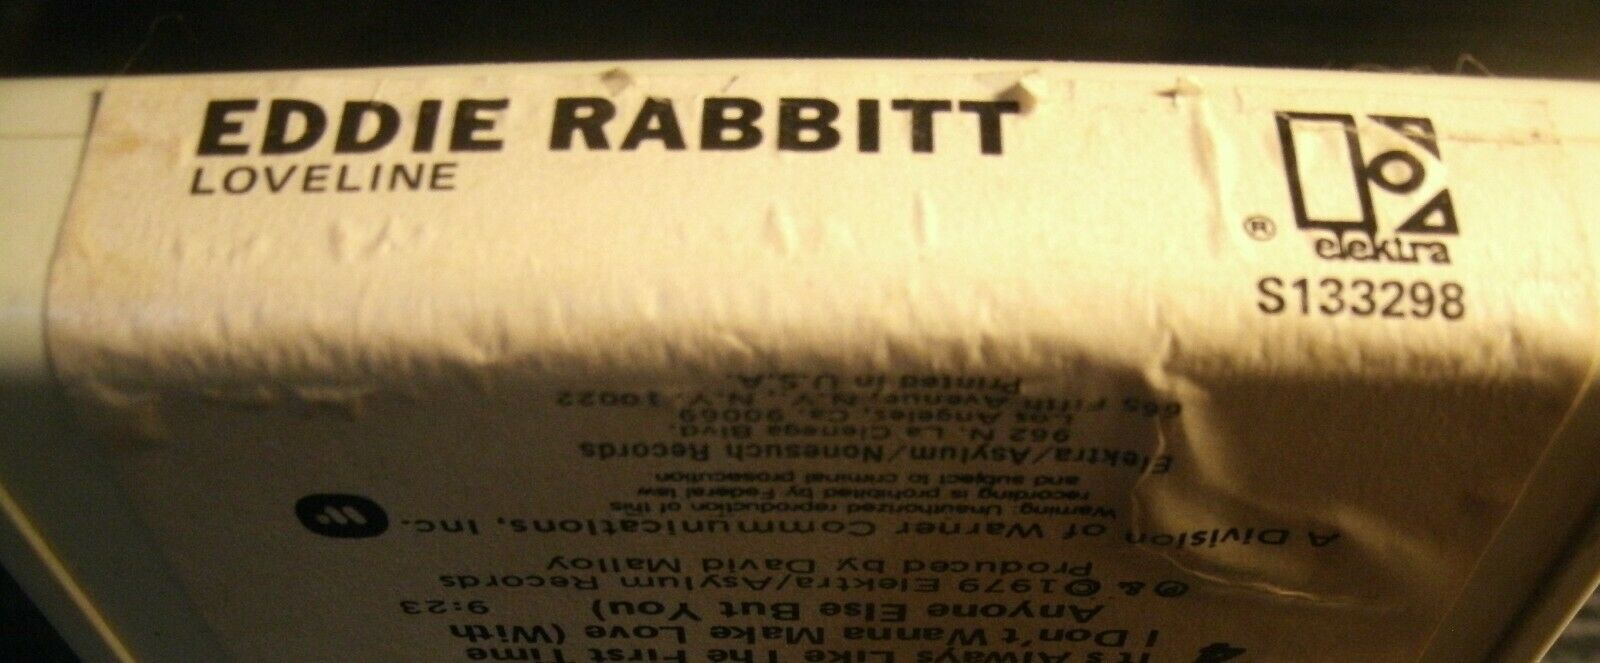 EDDIE RABBITT
LOVELINE
®
elektra
S133298
It's Always Like The First Time
I Don't Wanna Make Love (With
Anyone Else But You) 9:23
℗ & ©1979 Elektra/Asylum Records
Produced by David Malloy
A Division of Warner Communications, Inc.
Warning: Unauthorized reproduction of this
recording is prohibited by Federal law
and subject to criminal prosecution.
Elektra/Asylum/Nonesuch Records
962 N. La Cienega Blvd.
Los Angeles, Ca. 90069
665 Fifth Avenue, N.Y., N.Y. 10022
Printed in U.S.A.